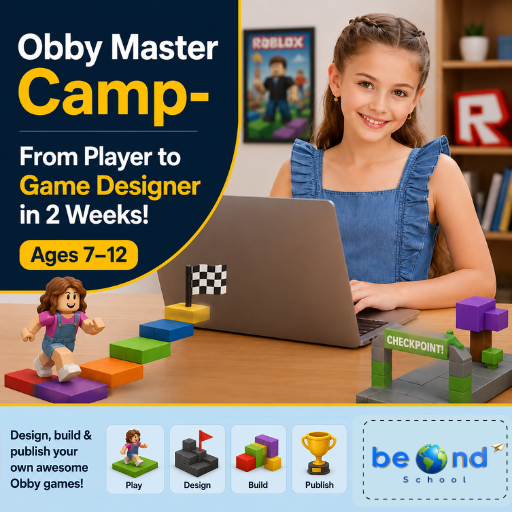 Obby Master
Camp-
From Player to
Game Designer
in 2 Weeks!
Ages 7–12
ROBLOX
CHECKPOINT!
Design, build &
publish your
own awesome
Obby games!
Play
Design
Build
Publish
be ond
School